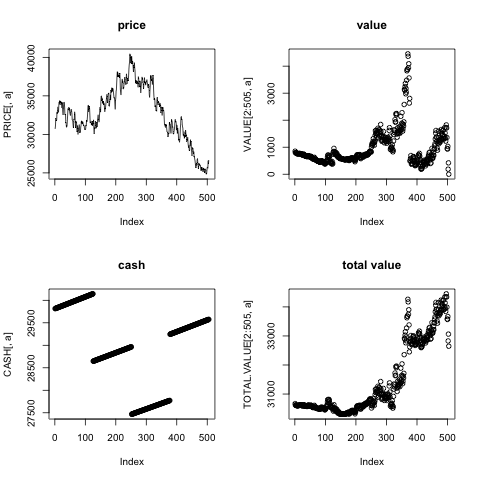 price
PRICE[, a]
25000 30000 35000 40000
0 100 200 300 400 500
Index
value
VALUE[2:505, a]
0 1000 3000
0 100 200 300 400 500
Index
cash
CASH[, a]
27500 28500 29500
0 100 200 300 400 500
Index
total value
TOTAL.VALUE[2:505, a]
31000 33000
0 100 200 300 400 500
Index